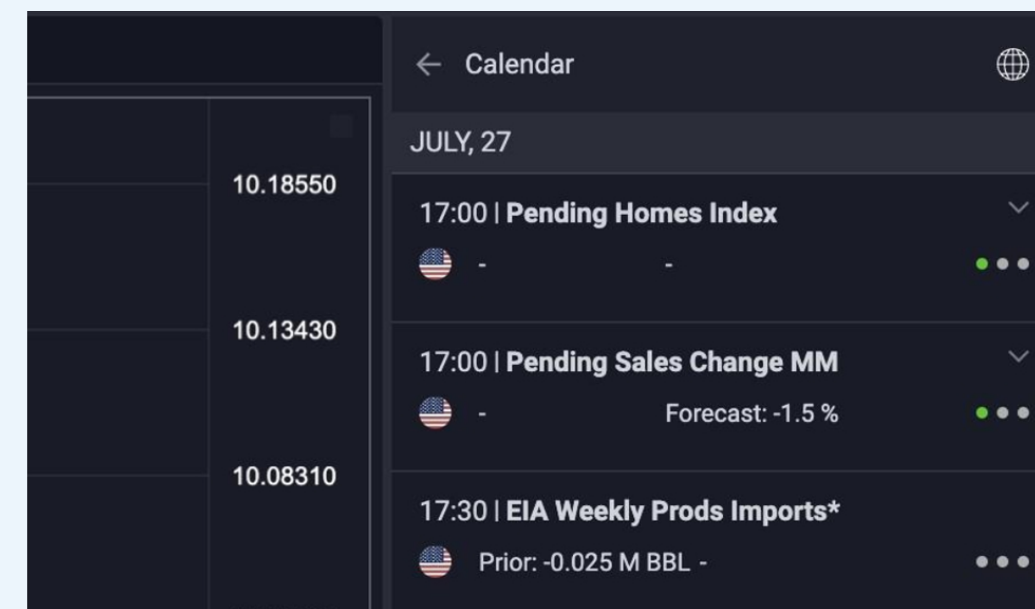 Calendar
JULY, 27
10.18550
17:00 | Pending Homes Index
- -
10.13430
17:00 | Pending Sales Change MM
- Forecast: -1.5 %
10.08310
17:30 | EIA Weekly Prods Imports*
Prior: -0.025 M BBL -